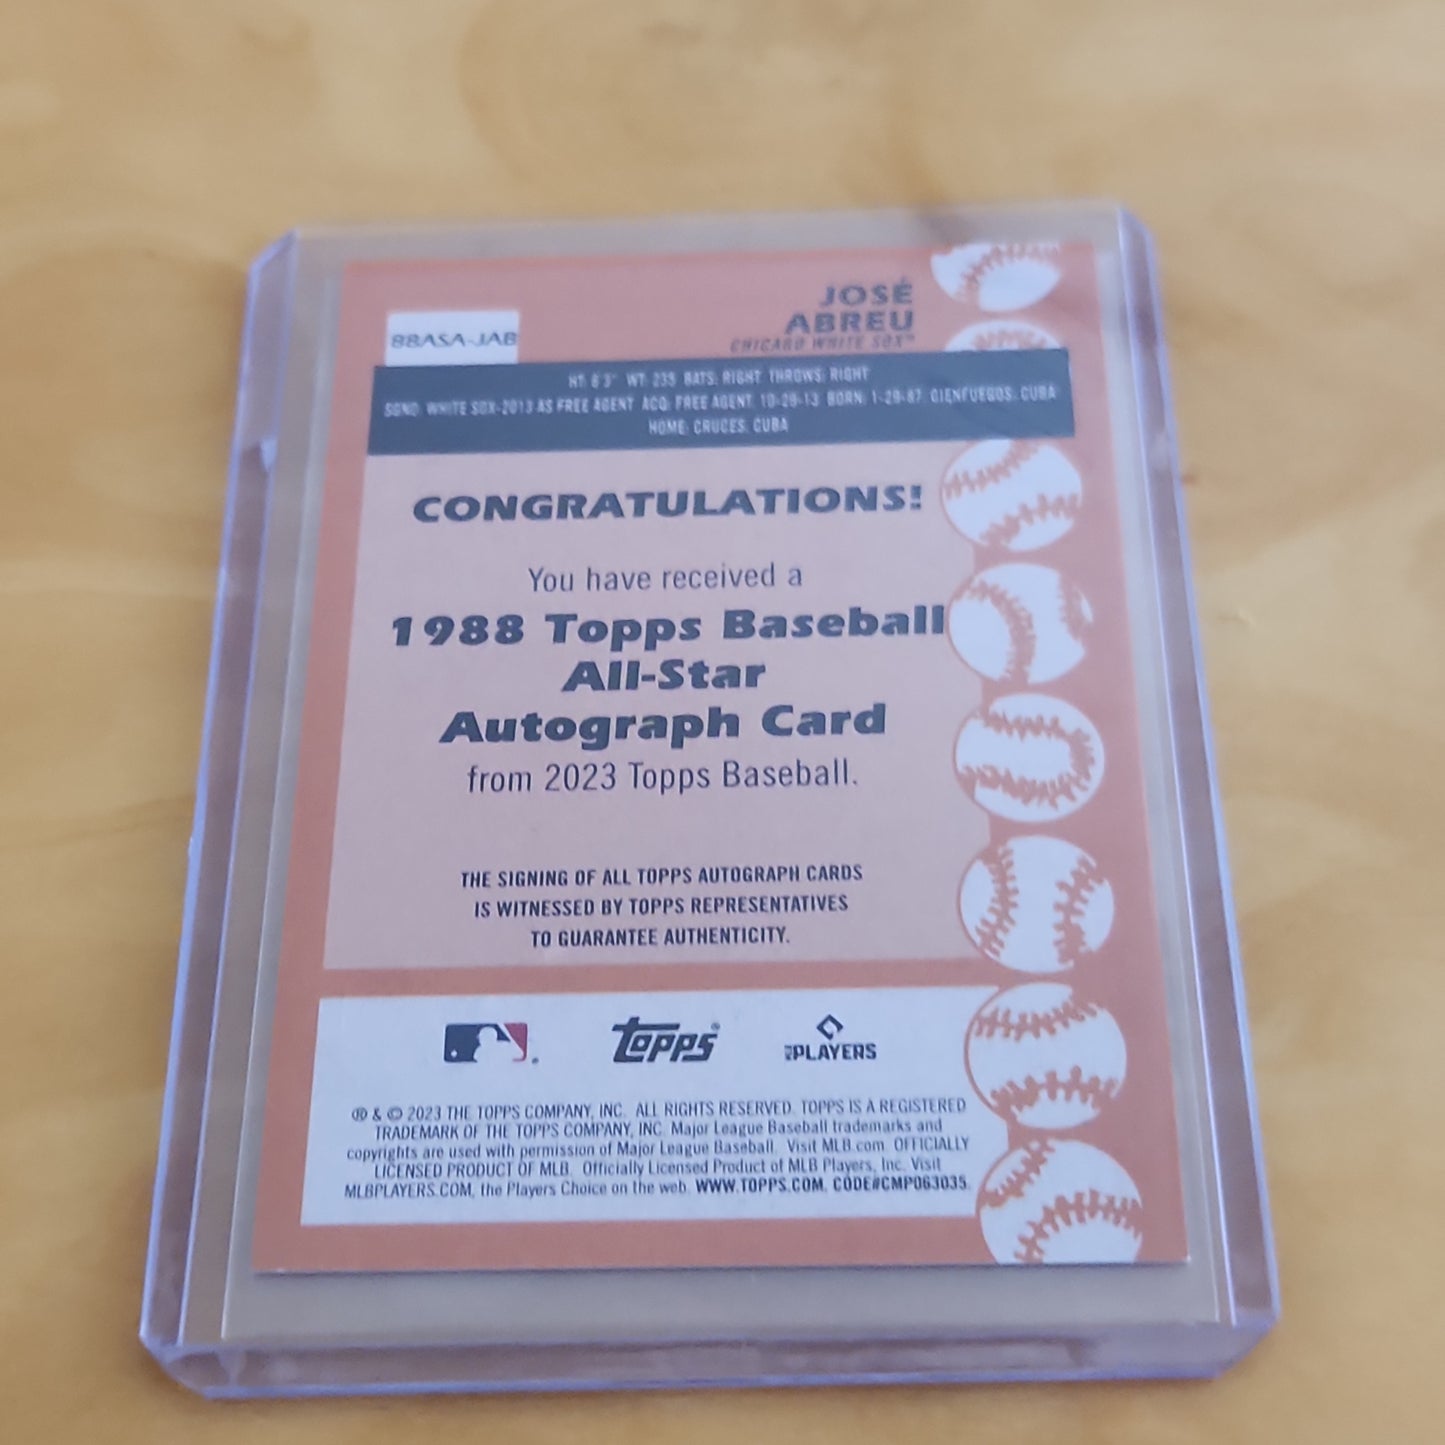 88ASA-JAB
JOSÉ
ABREU
CHICAGO WHITE SOX™
HT: 6'3" WT: 235 BATS: RIGHT THROWS: RIGHT
SGND: WHITE SOX-2013 AS FREE AGENT ACQ: FREE AGENT, 10-29-13 BORN: 1-29-87, CIENFUEGOS, CUBA
HOME: CRUCES, CUBA
CONGRATULATIONS!
You have received a
1988 Topps Baseball
All-Star
Autograph Card
from 2023 Topps Baseball.
THE SIGNING OF ALL TOPPS AUTOGRAPH CARDS
IS WITNESSED BY TOPPS REPRESENTATIVES
TO GUARANTEE AUTHENTICITY.
topps®
MLB PLAYERS
® & © 2023 THE TOPPS COMPANY, INC. ALL RIGHTS RESERVED. TOPPS IS A REGISTERED
TRADEMARK OF THE TOPPS COMPANY, INC. Major League Baseball trademarks and
copyrights are used with permission of Major League Baseball. Visit MLB.com. OFFICIALLY
LICENSED PRODUCT OF MLB. Officially Licensed Product of MLB Players, Inc. Visit
MLBPLAYERS.COM, the Players Choice on the web. WWW.TOPPS.COM. CODE#CMP063035.